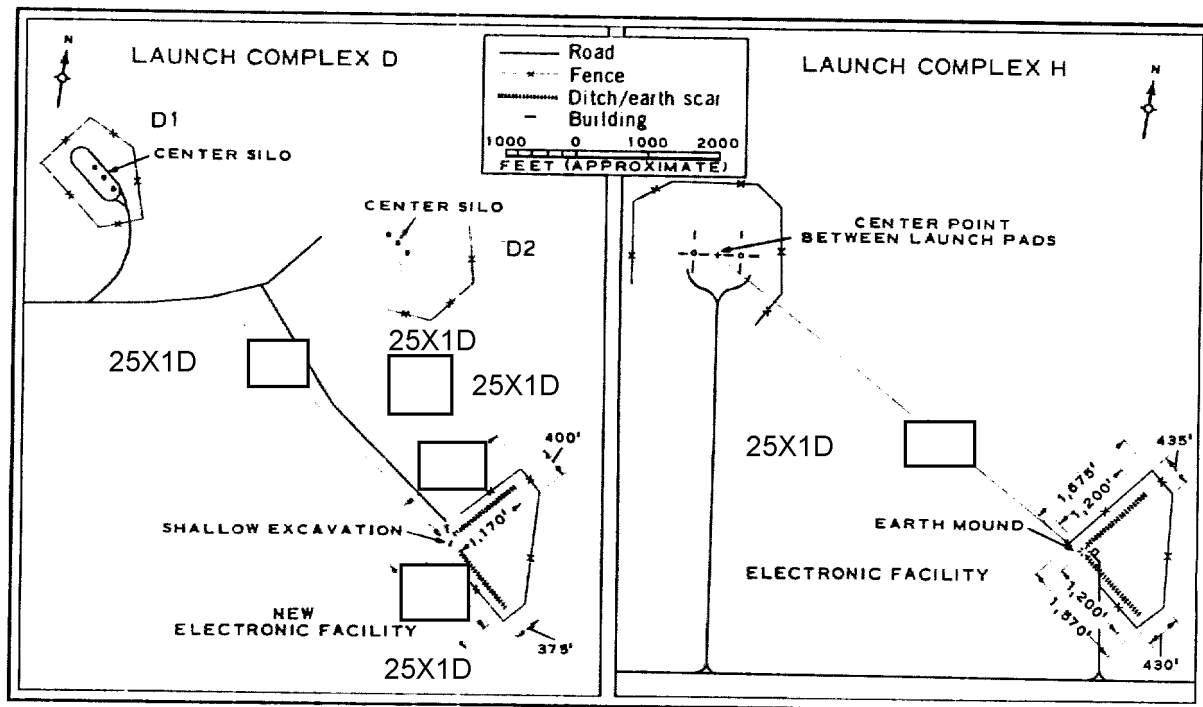 N
LAUNCH COMPLEX D
D1
CENTER SILO
CENTER SILO
D2
25X1D
25X1D
25X1D
400'
1,170'
SHALLOW EXCAVATION
NEW
ELECTRONIC FACILITY
375'
25X1D
Road
Fence
Ditch/earth scar
Building
1000 0 1000 2000
FEET (APPROXIMATE)
LAUNCH COMPLEX H
N
CENTER POINT
BETWEEN LAUNCH PADS
25X1D
435'
1,675'
1,200'
EARTH MOUND
ELECTRONIC FACILITY
1,200'
1,670'
430'